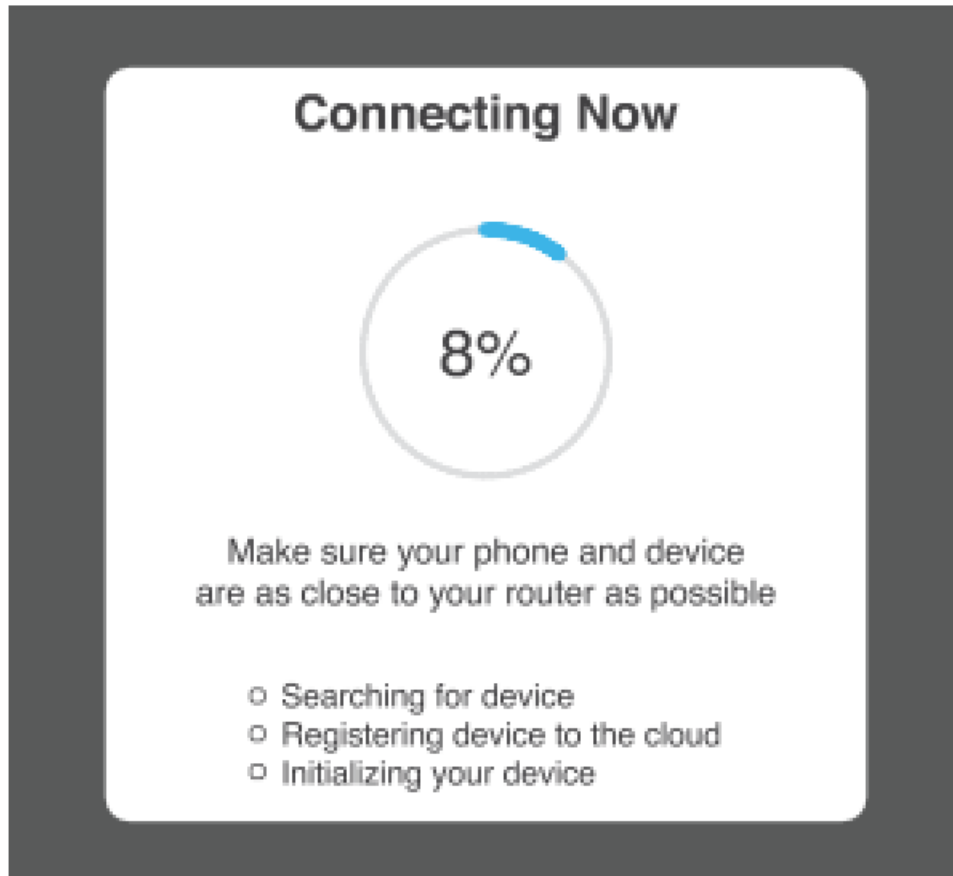 Connecting Now
8%
Make sure your phone and device
are as close to your router as possible
Searching for device
Registering device to the cloud
Initializing your device